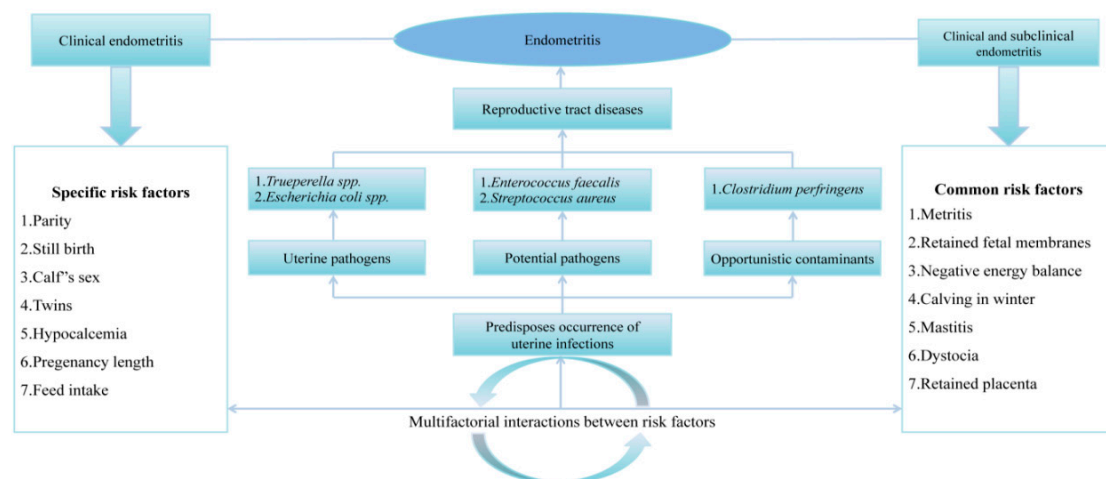 Clinical endometritis
Endometritis
Clinical and subclinical
endometritis
Reproductive tract diseases
Specific risk factors
1.Parity
2.Still birth
3.Calf"s sex
4.Twins
5.Hypocalcemia
6.Pregenancy length
7.Feed intake
1.Trueperella spp.
2.Escherichia coli spp.
1.Enterococcus faecalis
2.Streptococcus aureus
1.Clostridium perfringens
Uterine pathogens
Potential pathogens
Opportunistic contaminants
Predisposes occurrence of
uterine infections
Multifactorial interactions between risk factors
Common risk factors
1.Metritis
2.Retained fetal membranes
3.Negative energy balance
4.Calving in winter
5.Mastitis
6.Dystocia
7.Retained placenta